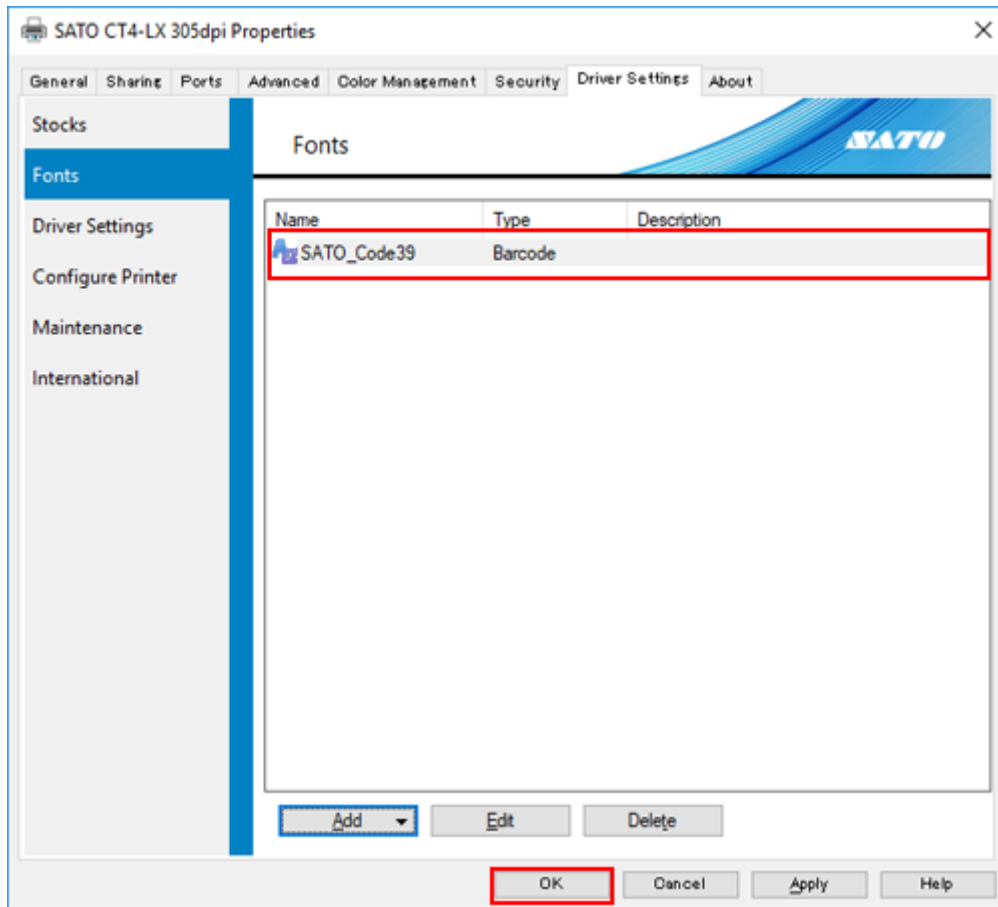 SATO CT4-LX 305dpi Properties
General Sharing Ports Advanced Color Management Security Driver Settings About
Stocks
Fonts
Driver Settings
Configure Printer
Maintenance
International
Fonts
SATO
Name Type Description
SATO_Code39 Barcode
Add Edit Delete
OK Cancel Apply Help